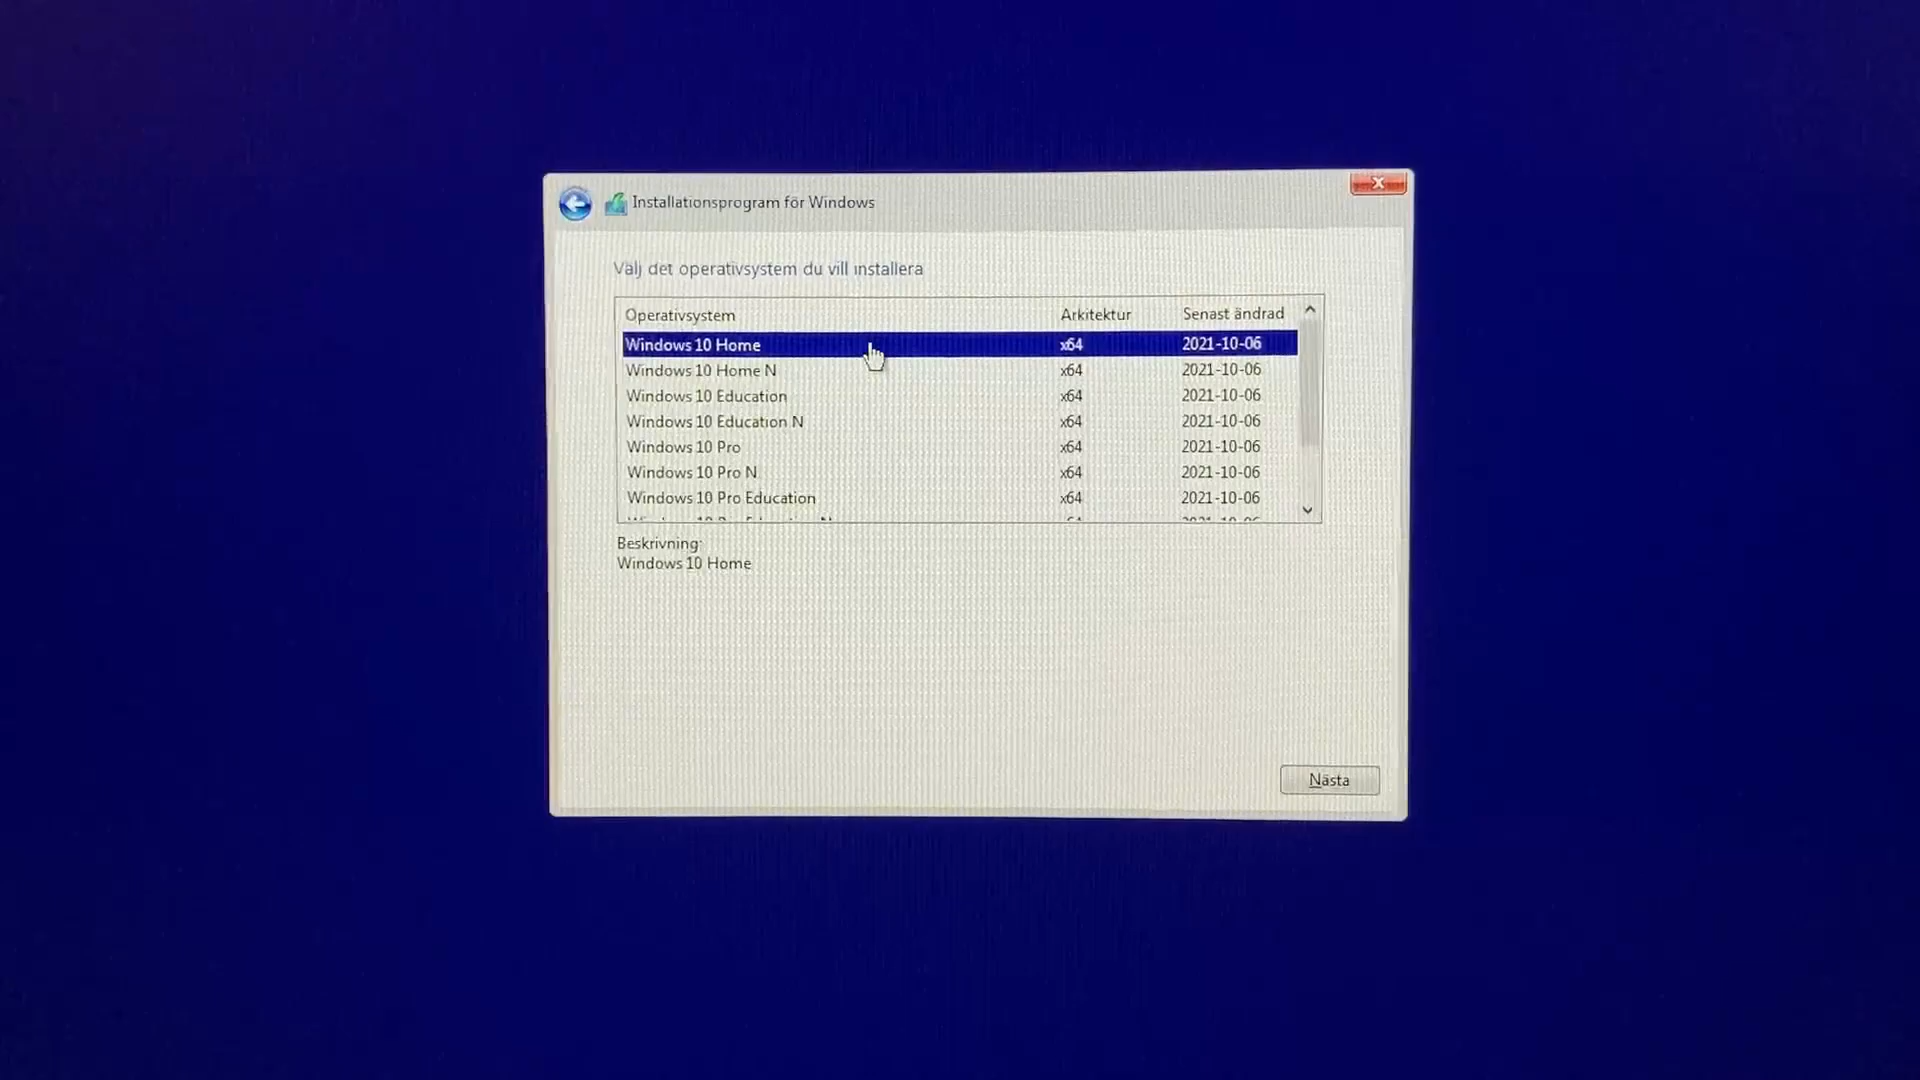 Installationsprogram för Windows
Välj det operativsystem du vill installera
Operativsystem Arkitektur Senast ändrad
Windows 10 Home x64 2021-10-06
Windows 10 Home N x64 2021-10-06
Windows 10 Education x64 2021-10-06
Windows 10 Education N x64 2021-10-06
Windows 10 Pro x64 2021-10-06
Windows 10 Pro N x64 2021-10-06
Windows 10 Pro Education x64 2021-10-06
Beskrivning:
Windows 10 Home
Nästa